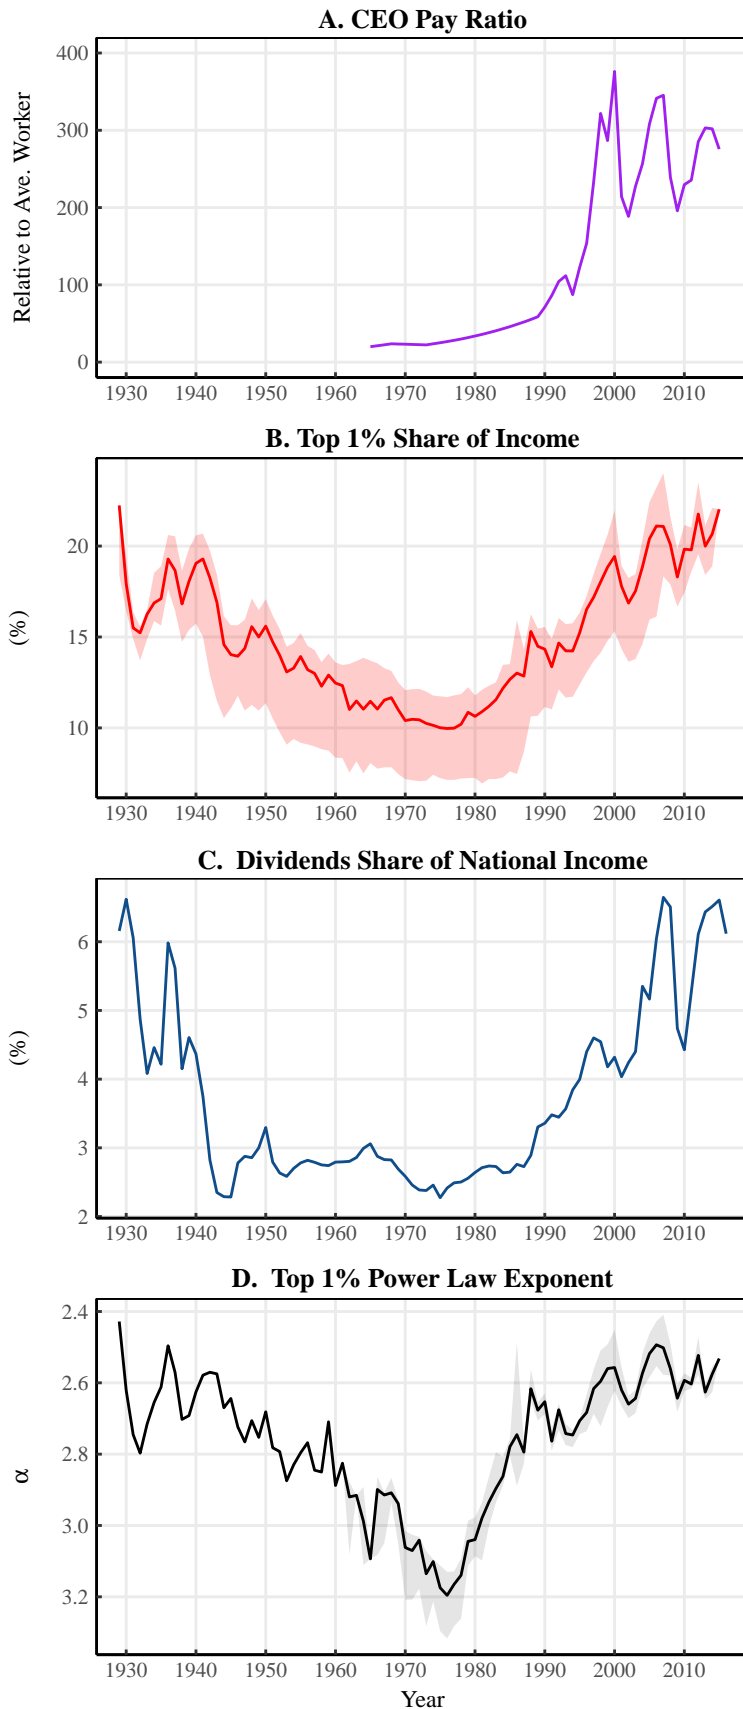 A. CEO Pay Ratio
Relative to Ave. Worker
400
300
200
100
0
1930 1940 1950 1960 1970 1980 1990 2000 2010
B. Top 1% Share of Income
(%)
20
15
10
1930 1940 1950 1960 1970 1980 1990 2000 2010
C. Dividends Share of National Income
(%)
6
5
4
3
2
1930 1940 1950 1960 1970 1980 1990 2000 2010
D. Top 1% Power Law Exponent
α
2.4
2.6
2.8
3.0
3.2
1930 1940 1950 1960 1970 1980 1990 2000 2010
Year